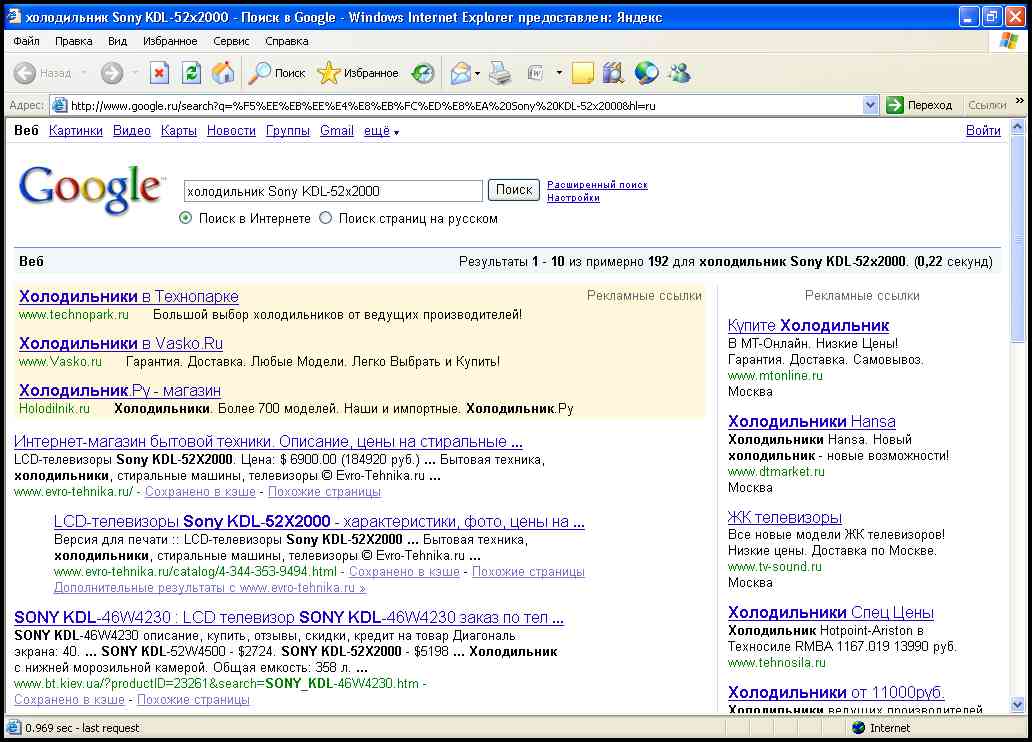 холодильник Sony KDL-52x2000 - Поиск в Google - Windows Internet Explorer предоставлен: Яндекс
Файл Правка Вид Избранное Сервис Справка
Назад Поиск Избранное
Адрес: http://www.google.ru/search?q=%F5%EE%EB%EE%E4%E8%EB%FC%ED%E8%EA%20Sony%20KDL-52x2000&hl=ru Переход Ссылки »
Веб Картинки Видео Карты Новости Группы Gmail ещё ▼ Войти
Google™
холодильник Sony KDL-52x2000 Поиск Расширенный поиск
Настройки
Поиск в Интернете Поиск страниц на русском
Веб Результаты 1 - 10 из примерно 192 для холодильник Sony KDL-52x2000. (0,22 секунд)
Холодильники в Технопарке Рекламные ссылки
www.technopark.ru Большой выбор холодильников от ведущих производителей!
Холодильники в Vasko.Ru
www.Vasko.ru Гарантия. Доставка. Любые Модели. Легко Выбрать и Купить!
Холодильник.Ру - магазин
Holodilnik.ru Холодильники. Более 700 моделей. Наши и импортные. Холодильник.Ру
Интернет-магазин бытовой техники. Описание, цены на стиральные ...
LCD-телевизоры Sony KDL-52X2000. Цена: $ 6900.00 (184920 руб.) ... Бытовая техника,
холодильники, стиральные машины, телевизоры © Evro-Tehnika.ru ...
www.evro-tehnika.ru/ - Сохранено в кэше - Похожие страницы
LCD-телевизоры Sony KDL-52X2000 - характеристики, фото, цены на ...
Версия для печати :: LCD-телевизоры Sony KDL-52X2000 ... Бытовая техника,
холодильники, стиральные машины, телевизоры © Evro-Tehnika.ru ...
www.evro-tehnika.ru/catalog/4-344-353-9494.html - Сохранено в кэше - Похожие страницы
Дополнительные результаты с www.evro-tehnika.ru »
SONY KDL-46W4230 : LCD телевизор SONY KDL-46W4230 заказ по тел ...
SONY KDL-46W4230 описание, купить, отзывы, скидки, кредит на товар Диагональ
экрана: 40. ... SONY KDL-52W4500 - $2724. SONY KDL-52X2000 - $5198 ... Холодильник
с нижней морозильной камерой. Общая емкость: 358 л. ...
www.bt.kiev.ua/?productID=23261&search=SONY_KDL-46W4230.htm -
Сохранено в кэше - Похожие страницы
Рекламные ссылки
Купите Холодильник
В МТ-Онлайн. Низкие Цены!
Гарантия. Доставка. Самовывоз.
www.mtonline.ru
Москва
Холодильники Hansa
Холодильники Hansa. Новый
холодильник - новые возможности!
www.dtmarket.ru
Москва
ЖК телевизоры
Все новые модели ЖК телевизоров!
Низкие цены. Доставка по Москве.
www.tv-sound.ru
Москва
Холодильники Спец Цены
Холодильник Hotpoint-Ariston в
Техносиле RMBA 1167.019 13990 руб.
www.tehnosila.ru
Холодильники от 11000руб.
Холодильники ведущих производителей
0.969 sec - last request Internet